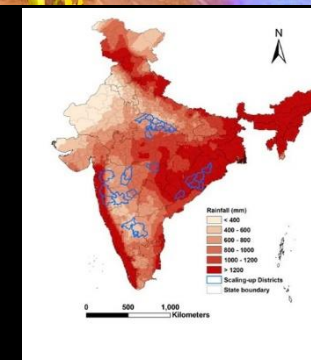 N
Rainfall (mm)
< 400
400 - 600
600 - 800
800 - 1000
1000 - 1200
> 1200
Scaling-up Districts
State boundary
0 500 1,000
Kilometers